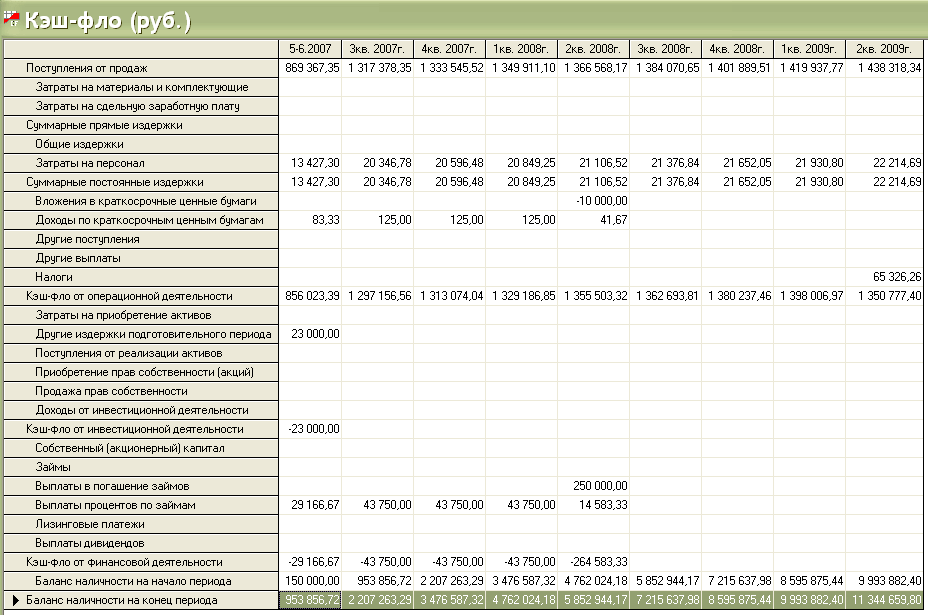 Кэш-фло (руб.)
5-6.2007 3кв. 2007г. 4кв. 2007г. 1кв. 2008г. 2кв. 2008г. 3кв. 2008г. 4кв. 2008г. 1кв. 2009г. 2кв. 2009г.
Поступления от продаж 869 367,35 1 317 378,35 1 333 545,52 1 349 911,10 1 366 568,17 1 384 070,65 1 401 889,51 1 419 937,77 1 438 318,34
Затраты на материалы и комплектующие
Затраты на сдельную заработную плату
Суммарные прямые издержки
Общие издержки
Затраты на персонал 13 427,30 20 346,78 20 596,48 20 849,25 21 106,52 21 376,84 21 652,05 21 930,80 22 214,69
Суммарные постоянные издержки 13 427,30 20 346,78 20 596,48 20 849,25 21 106,52 21 376,84 21 652,05 21 930,80 22 214,69
Вложения в краткосрочные ценные бумаги -10 000,00
Доходы по краткосрочным ценным бумагам 83,33 125,00 125,00 125,00 41,67
Другие поступления
Другие выплаты
Налоги 65 326,26
Кэш-фло от операционной деятельности 856 023,39 1 297 156,56 1 313 074,04 1 329 186,85 1 355 503,32 1 362 693,81 1 380 237,46 1 398 006,97 1 350 777,40
Затраты на приобретение активов
Другие издержки подготовительного периода 23 000,00
Поступления от реализации активов
Приобретение прав собственности (акций)
Продажа прав собственности
Доходы от инвестиционной деятельности
Кэш-фло от инвестиционной деятельности -23 000,00
Собственный (акционерный) капитал
Займы
Выплаты в погашение займов 250 000,00
Выплаты процентов по займам 29 166,67 43 750,00 43 750,00 43 750,00 14 583,33
Лизинговые платежи
Выплаты дивидендов
Кэш-фло от финансовой деятельности -29 166,67 -43 750,00 -43 750,00 -43 750,00 -264 583,33
Баланс наличности на начало периода 150 000,00 953 856,72 2 207 263,29 3 476 587,32 4 762 024,18 5 852 944,17 7 215 637,98 8 595 875,44 9 993 882,40
Баланс наличности на конец периода 953 856,72 2 207 263,29 3 476 587,32 4 762 024,18 5 852 944,17 7 215 637,98 8 595 875,44 9 993 882,40 11 344 659,80